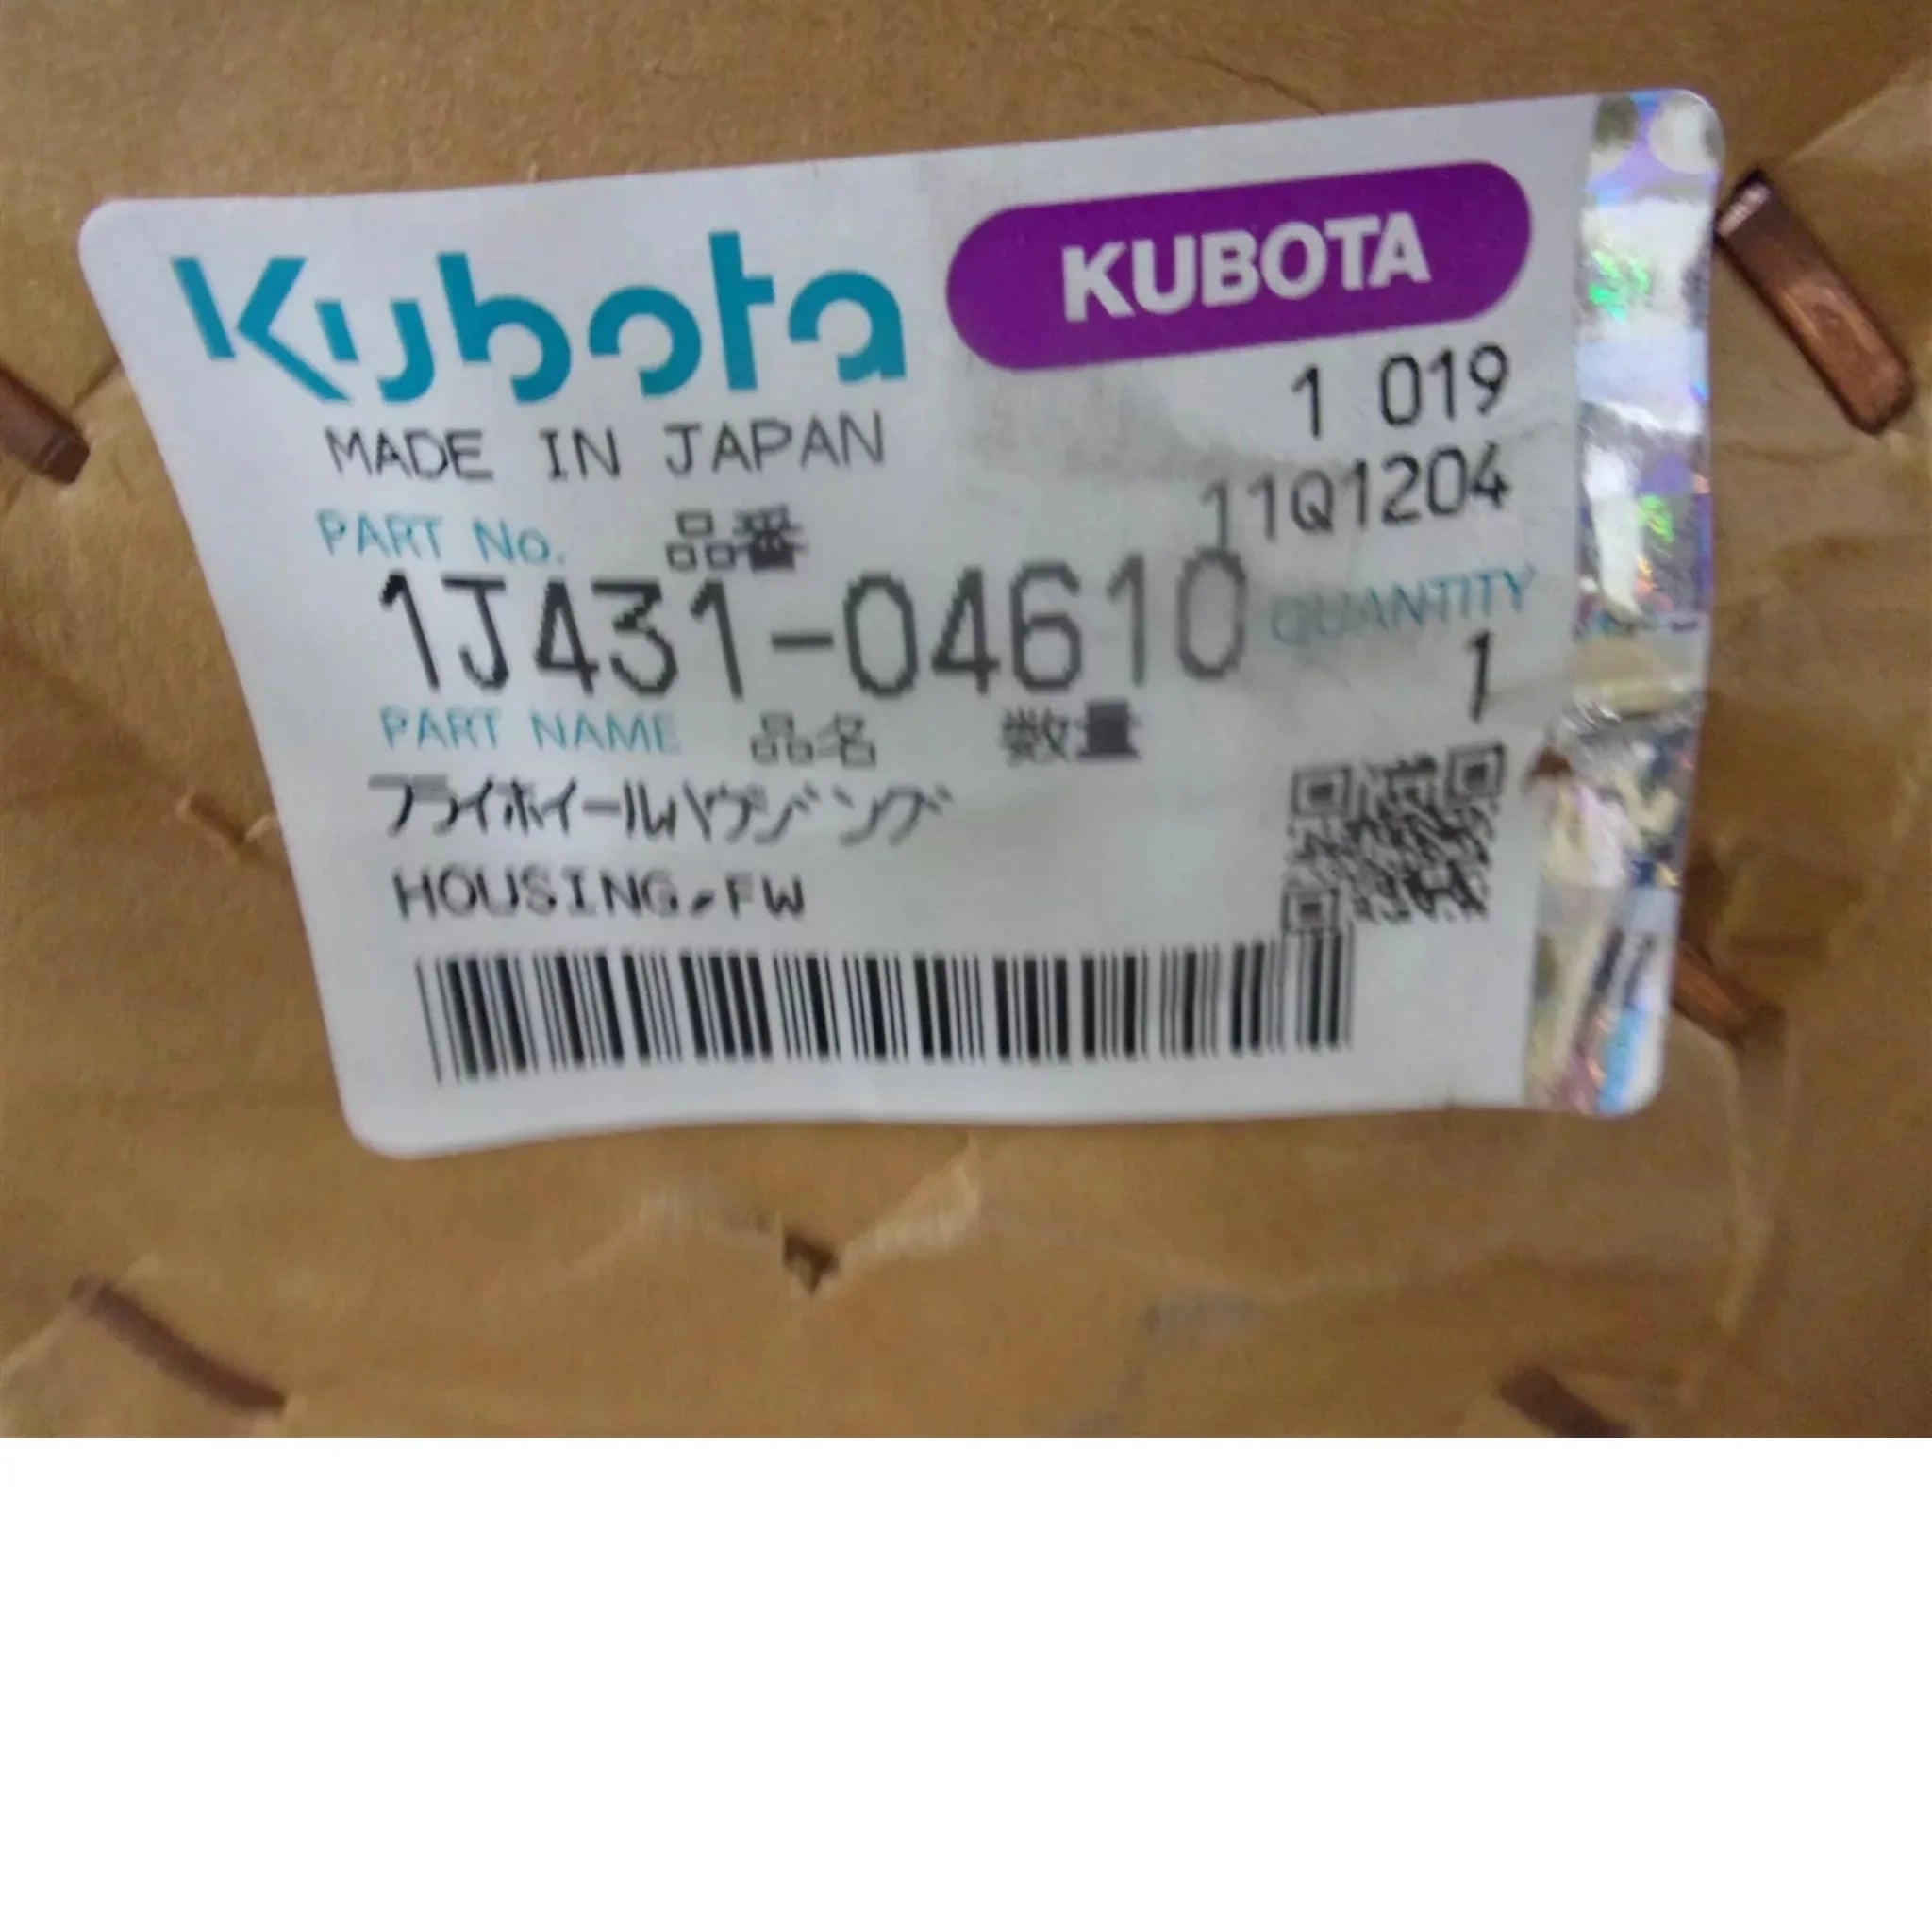 Kubota KUBOTA
MADE IN JAPAN 1 019
11Q1204
PART No. 品番
1J431-04610 QUANTITY
1
PART NAME 品名 数量
フライホイールハウジング
HOUSING,FW